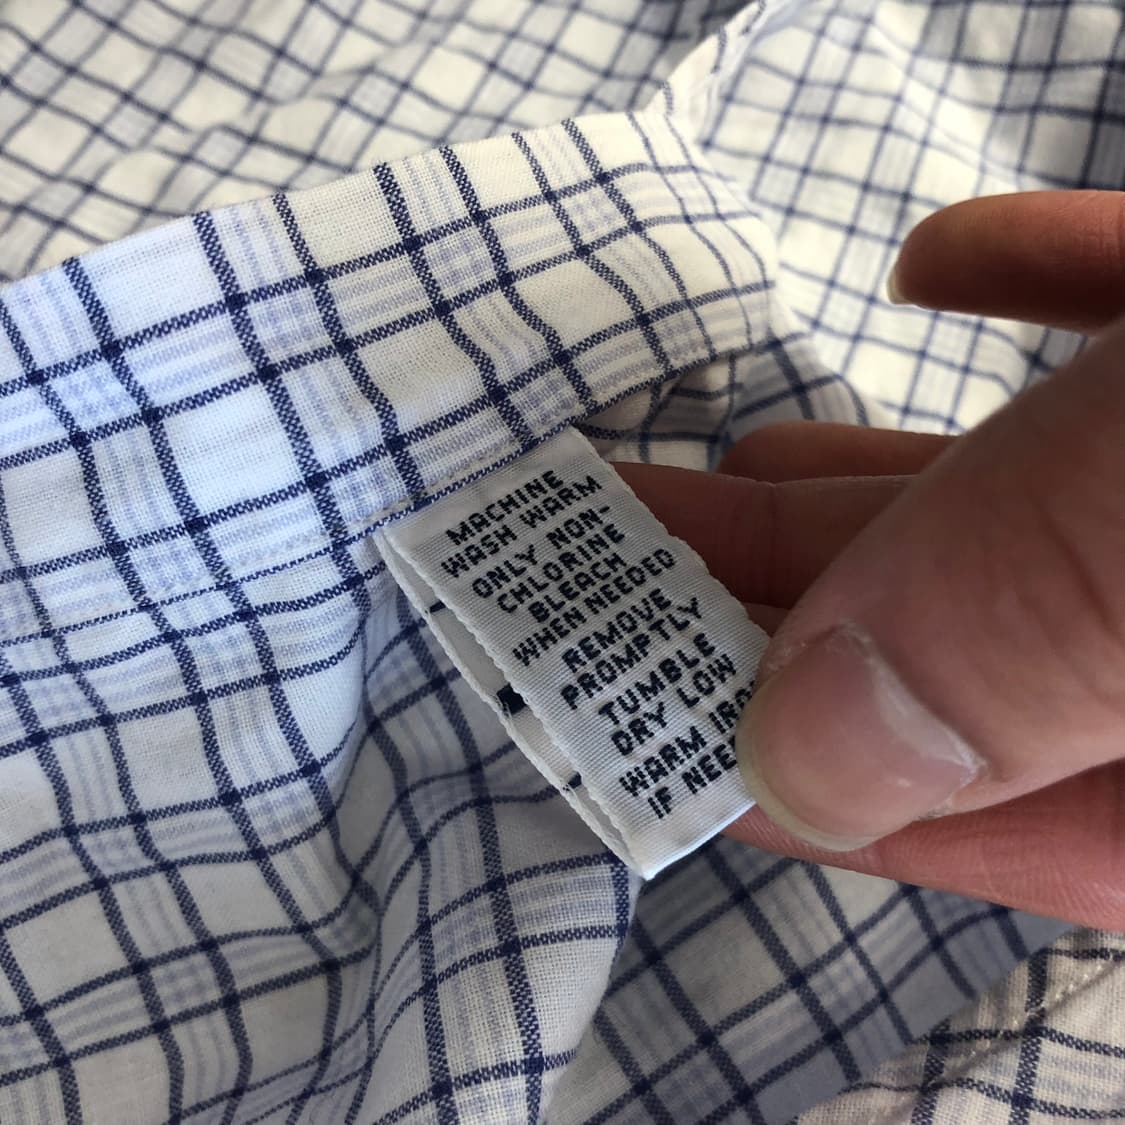 MACHINE
WASH WARM
ONLY NON-
CHLORINE
BLEACH
WHEN NEEDED
REMOVE
PROMPTLY
TUMBLE
DRY LOW
WARM
IF